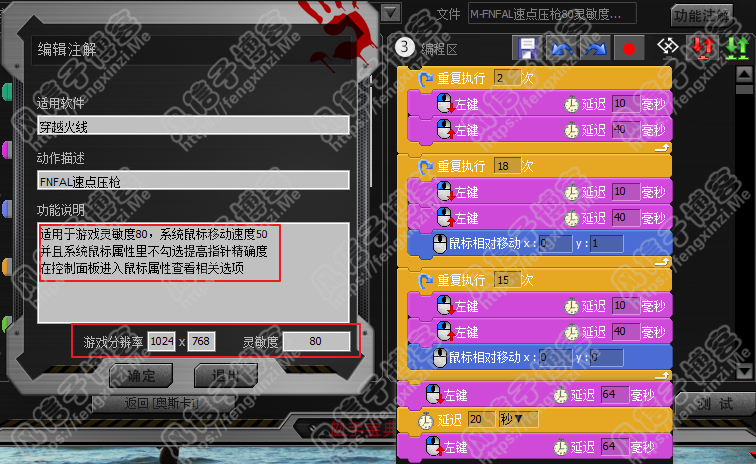 文件
M-FNFAL速点压枪80灵敏度...
功能注解
编辑注解
适用软件
穿越火线
动作描述
FNFAL速点压枪
功能说明
适用于游戏灵敏度80，系统鼠标移动速度50
并且系统鼠标属性里不勾选提高指针精确度
在控制面板进入鼠标属性查看相关选项
游戏分辨率 1024 x 768 灵敏度 80
确定 退出
返回 [奥斯卡]
3 编程区
重复执行 2 次
左键 延迟 10 毫秒
左键 延迟 40 毫秒
重复执行 18 次
左键 延迟 10 毫秒
左键 延迟 40 毫秒
鼠标相对移动 x: 0 y: 1
重复执行 15 次
左键 延迟 10 毫秒
左键 延迟 40 毫秒
鼠标相对移动 x: 0 y: 0
左键 延迟 64 毫秒
延迟 20 秒▼
左键 延迟 64 毫秒
测 试
疯子博客
https://fengxinzi.Me